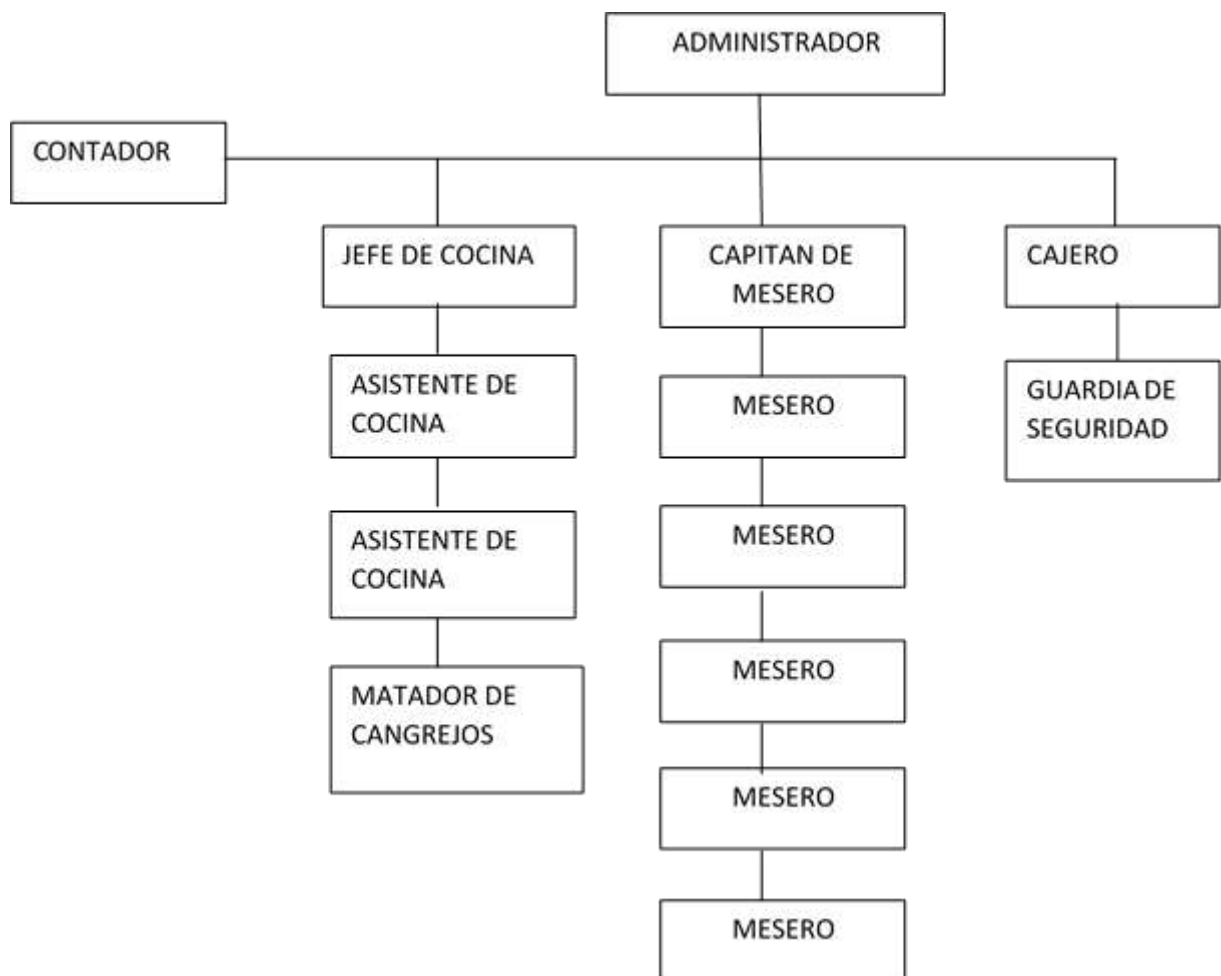 ADMINISTRADOR
CONTADOR
JEFE DE COCINA
CAPITAN DE
MESERO
CAJERO
ASISTENTE DE
COCINA
MESERO
GUARDIA DE
SEGURIDAD
ASISTENTE DE
COCINA
MESERO
MATADOR DE
CANGREJOS
MESERO
MESERO
MESERO